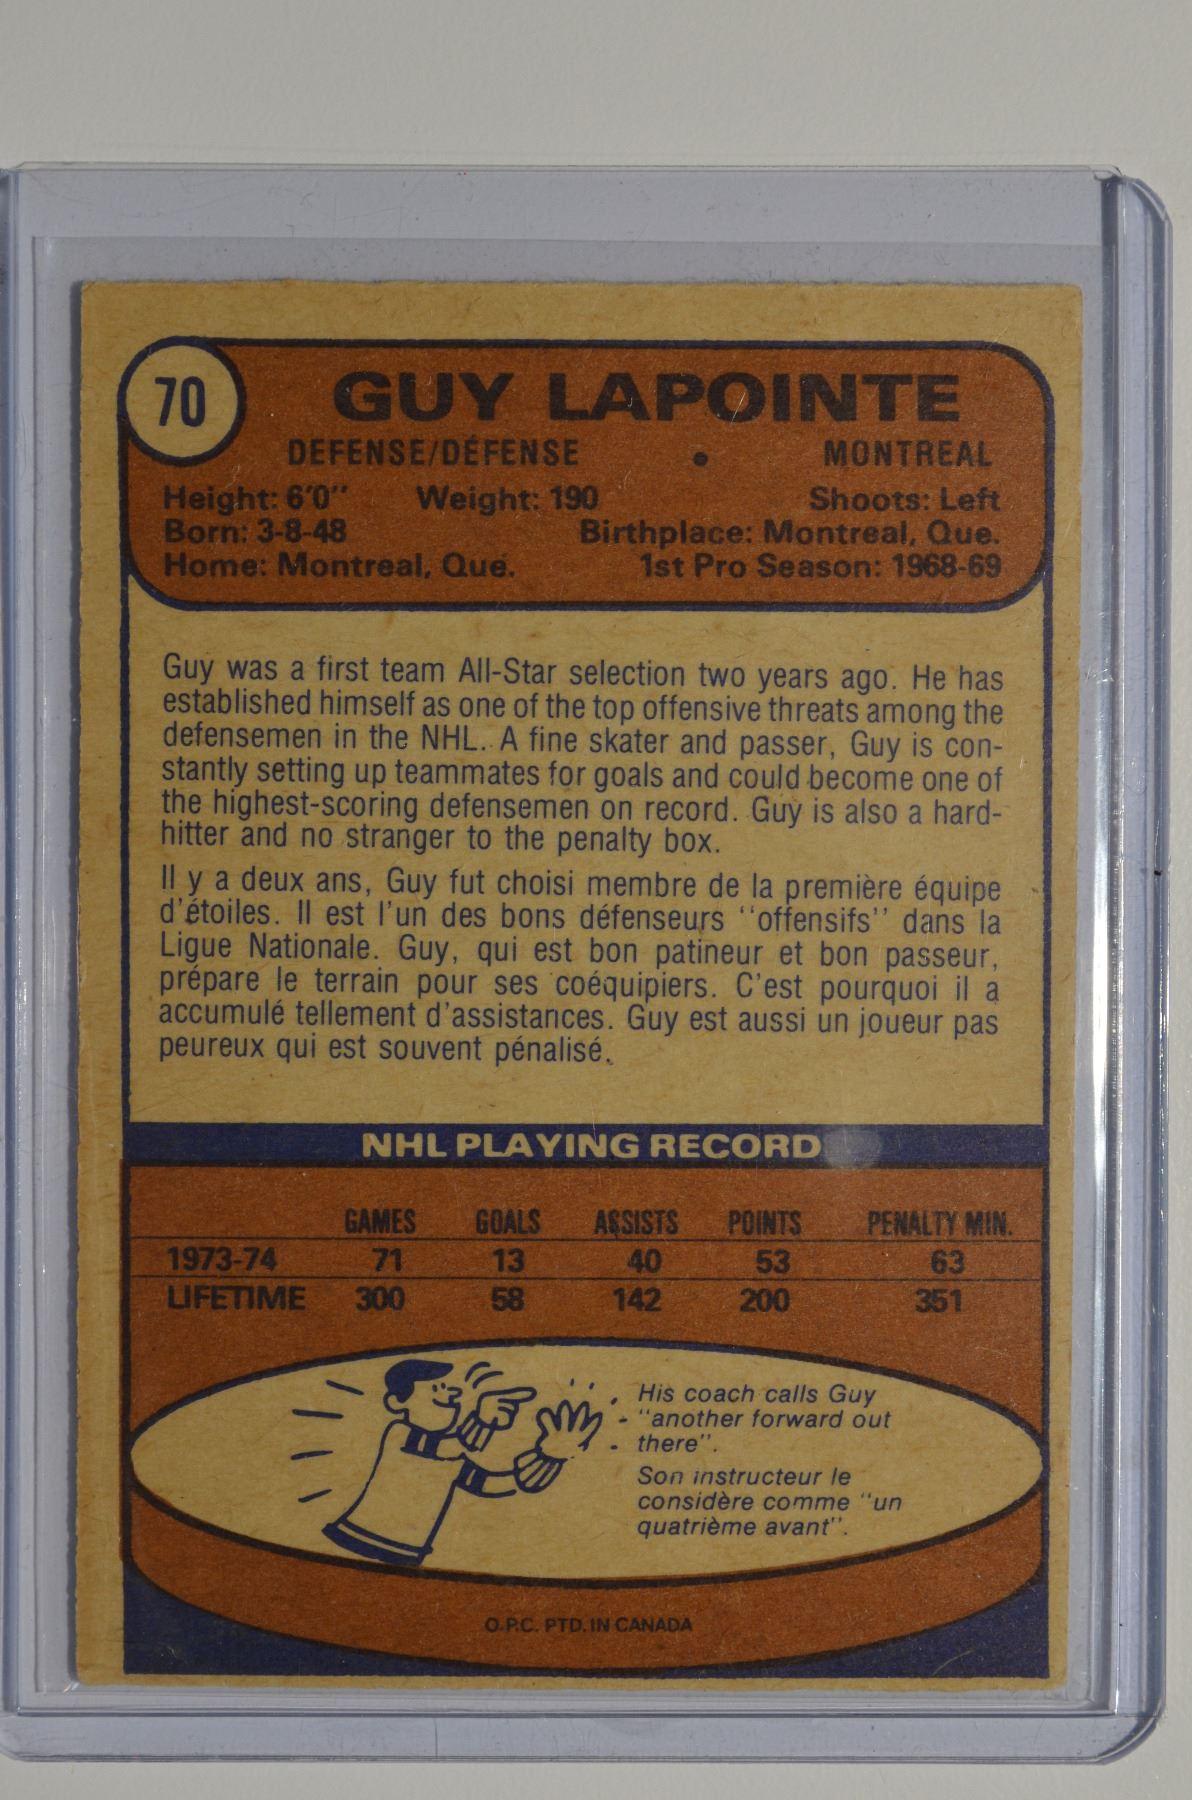 70
GUY LAPOINTE
DEFENSE/DÉFENSE • MONTREAL
Height: 6'0" Weight: 190 Shoots: Left
Born: 3-8-48 Birthplace: Montreal, Que.
Home: Montreal, Que. 1st Pro Season: 1968-69
Guy was a first team All-Star selection two years ago. He has
established himself as one of the top offensive threats among the
defensemen in the NHL. A fine skater and passer, Guy is con-
stantly setting up teammates for goals and could become one of
the highest-scoring defensemen on record. Guy is also a hard-
hitter and no stranger to the penalty box.
Il y a deux ans, Guy fut choisi membre de la première équipe
d'étoiles. Il est l'un des bons défenseurs "offensifs" dans la
Ligue Nationale. Guy, qui est bon patineur et bon passeur,
prépare le terrain pour ses coéquipiers. C'est pourquoi il a
accumulé tellement d'assistances. Guy est aussi un joueur pas
peureux qui est souvent pénalisé.
NHL PLAYING RECORD
GAMES GOALS ASSISTS POINTS PENALTY MIN.
1973-74 71 13 40 53 63
LIFETIME 300 58 142 200 351
His coach calls Guy
"another forward out
there".
Son instructeur le
considère comme "un
quatrième avant".
O.P.C. PTD. IN CANADA